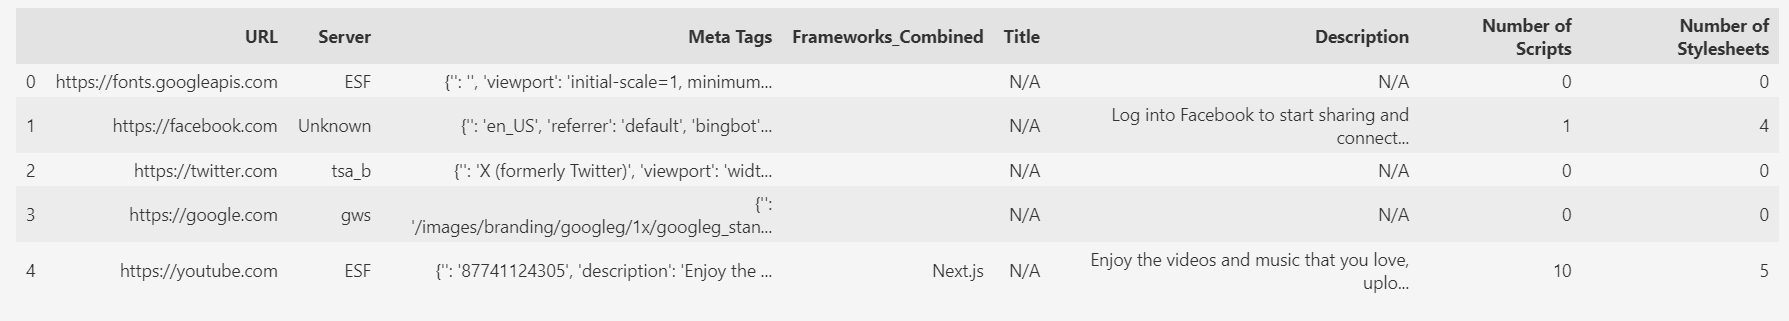 URL Server Meta Tags Frameworks_Combined Title Description Number of Scripts Number of Stylesheets
0 https://fonts.googleapis.com ESF {'': '', 'viewport': 'initial-scale=1, minimum... N/A N/A 0 0
1 https://facebook.com Unknown {'': 'en_US', 'referrer': 'default', 'bingbot'... N/A Log into Facebook to start sharing and connect... 1 4
2 https://twitter.com tsa_b {'': 'X (formerly Twitter)', 'viewport': 'widt... N/A N/A 0 0
3 https://google.com gws {'': '/images/branding/googleg/1x/googleg_stan... N/A N/A 0 0
4 https://youtube.com ESF {'': '87741124305', 'description': 'Enjoy the ... Next.js N/A Enjoy the videos and music that you love, uplo... 10 5